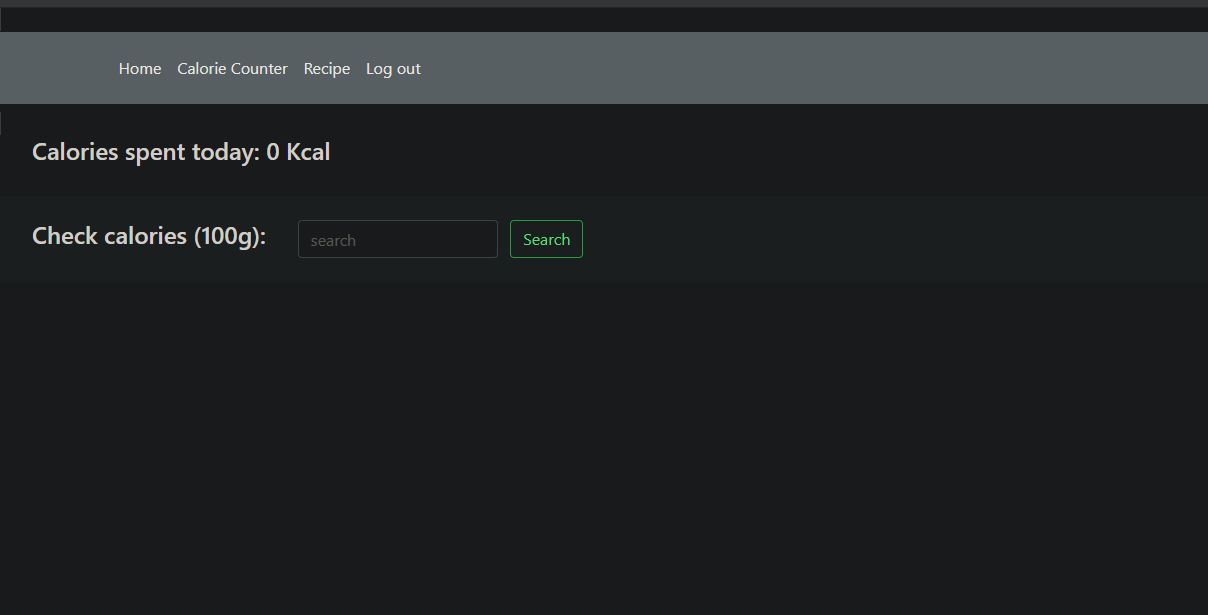 Home Calorie Counter Recipe Log out
Calories spent today: 0 Kcal
Check calories (100g): search Search